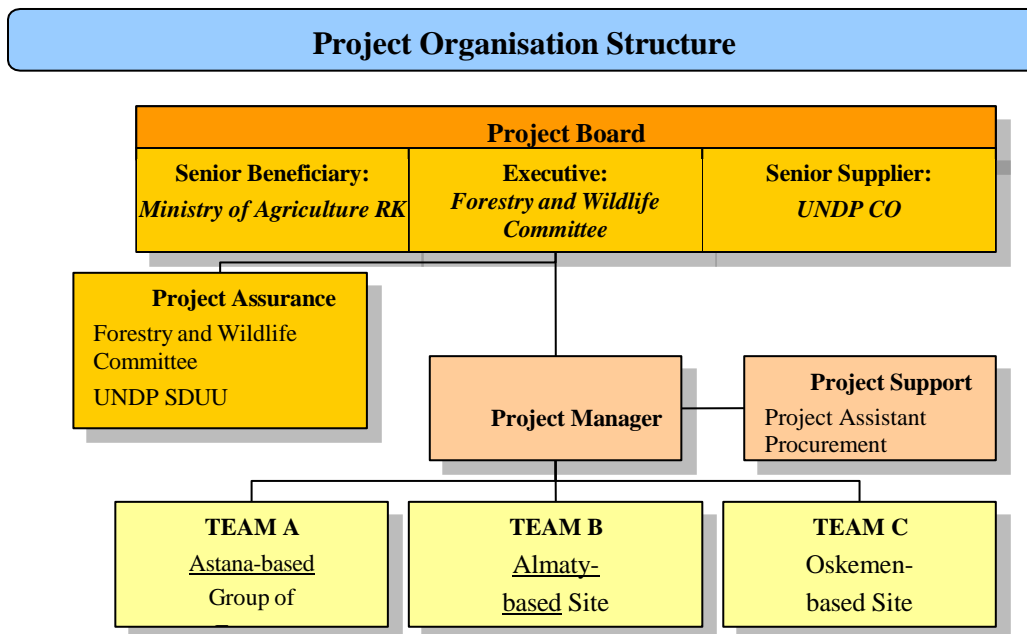 Project Organisation Structure
Project Board
Senior Beneficiary:
Ministry of Agriculture RK
Executive:
Forestry and Wildlife
Committee
Senior Supplier:
UNDP CO
Project Assurance
Forestry and Wildlife
Committee
UNDP SDUU
Project Manager
Project Support
Project Assistant
Procurement
TEAM A
Astana-based
Group of
TEAM B
Almaty-
based Site
TEAM C
Oskemen-
based Site